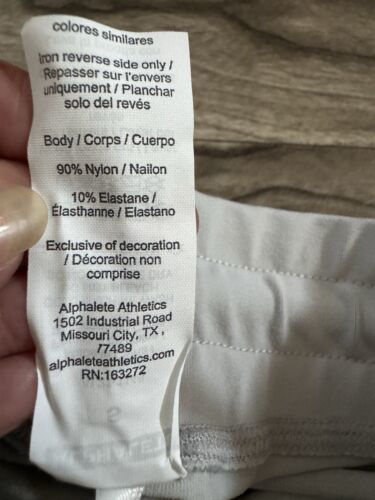 colores similares
Iron reverse side only /
Repasser sur l'envers
uniquement / Planchar
solo del revés
Body / Corps / Cuerpo
90% Nylon / Nailon
10% Elastane /
Élasthanne / Elastano
Exclusive of decoration
/ Décoration non
comprise
Alphalete Athletics
1502 Industrial Road
Missouri City, TX ,
77489
alphaleteathletics.com
RN:163272